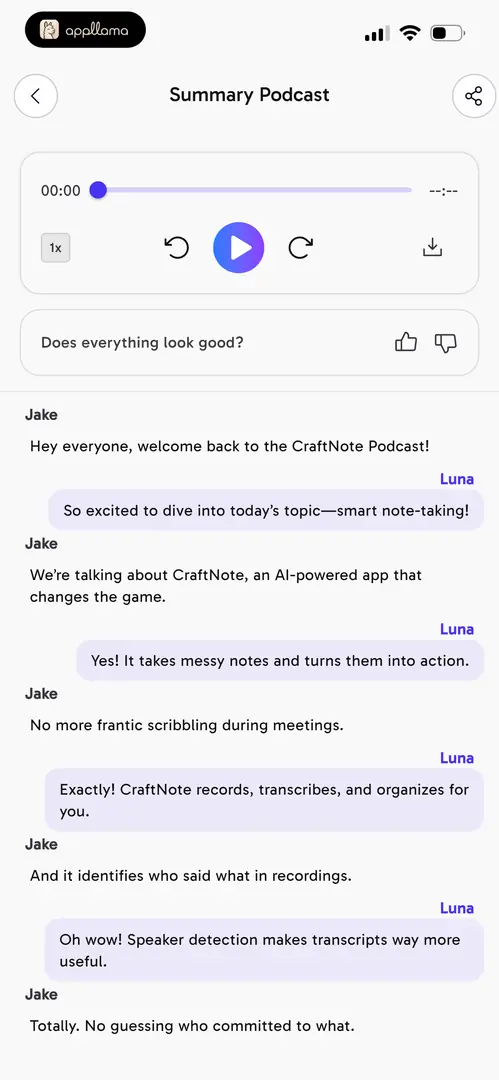 appllama
Summary Podcast
00:00
--:--
1x
Does everything look good?
Jake
Hey everyone, welcome back to the CraftNote Podcast!
Luna
So excited to dive into today’s topic—smart note-taking!
Jake
We’re talking about CraftNote, an AI-powered app that
changes the game.
Luna
Yes! It takes messy notes and turns them into action.
Jake
No more frantic scribbling during meetings.
Luna
Exactly! CraftNote records, transcribes, and organizes for
you.
Jake
And it identifies who said what in recordings.
Luna
Oh wow! Speaker detection makes transcripts way more
useful.
Jake
Totally. No guessing who committed to what.